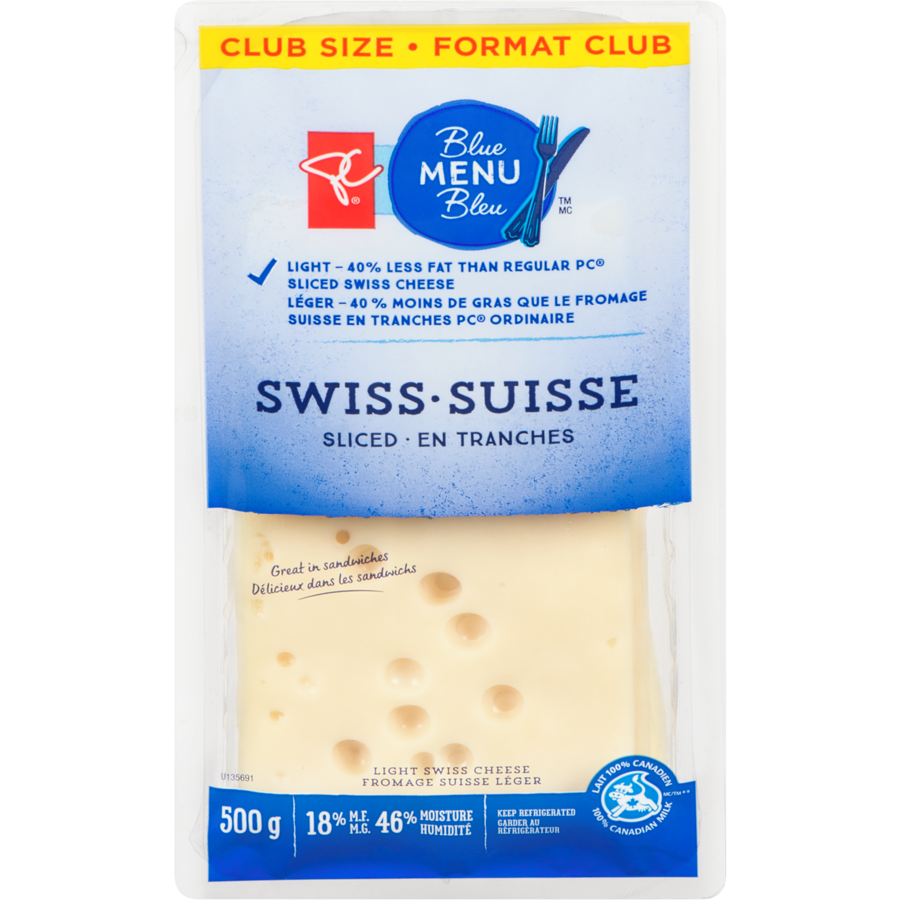 CLUB SIZE • FORMAT CLUB
PC®
Blue
MENU
Bleu
TM
MC
LIGHT – 40% LESS FAT THAN REGULAR PC®
SLICED SWISS CHEESE
LÉGER – 40 % MOINS DE GRAS QUE LE FROMAGE
SUISSE EN TRANCHES PC® ORDINAIRE
SWISS • SUISSE
SLICED • EN TRANCHES
Great in sandwiches
Délicieux dans les sandwichs
U135691
LIGHT SWISS CHEESE
FROMAGE SUISSE LÉGER
500 g
18% M.F.
M.G.
46% MOISTURE
HUMIDITÉ
KEEP REFRIGERATED
GARDER AU
RÉFRIGÉRATEUR
LAIT 100% CANADIEN
100% CANADIAN MILK
MC/TM**